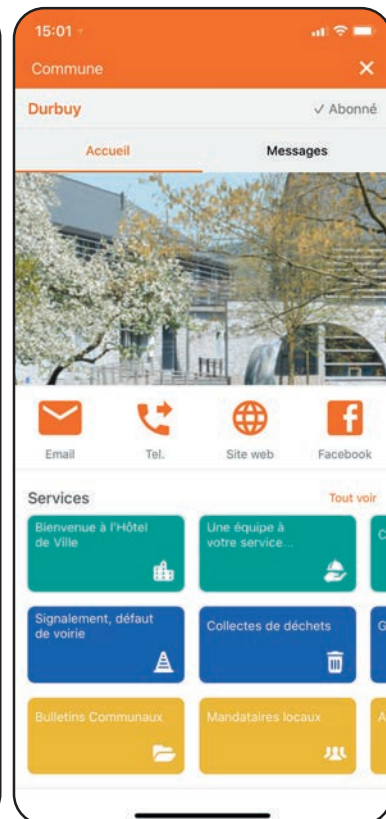 15:01
Commune
Durbuy
✓ Abonné
Accueil
Messages
Email
Tel.
Site web
Facebook
Services
Tout voir
Bienvenue à l'Hôtel
de Ville
Une équipe à
votre service...
C
Signalement, défaut
de voirie
Collectes de déchets
G
Bulletins Communaux
Mandataires locaux
A